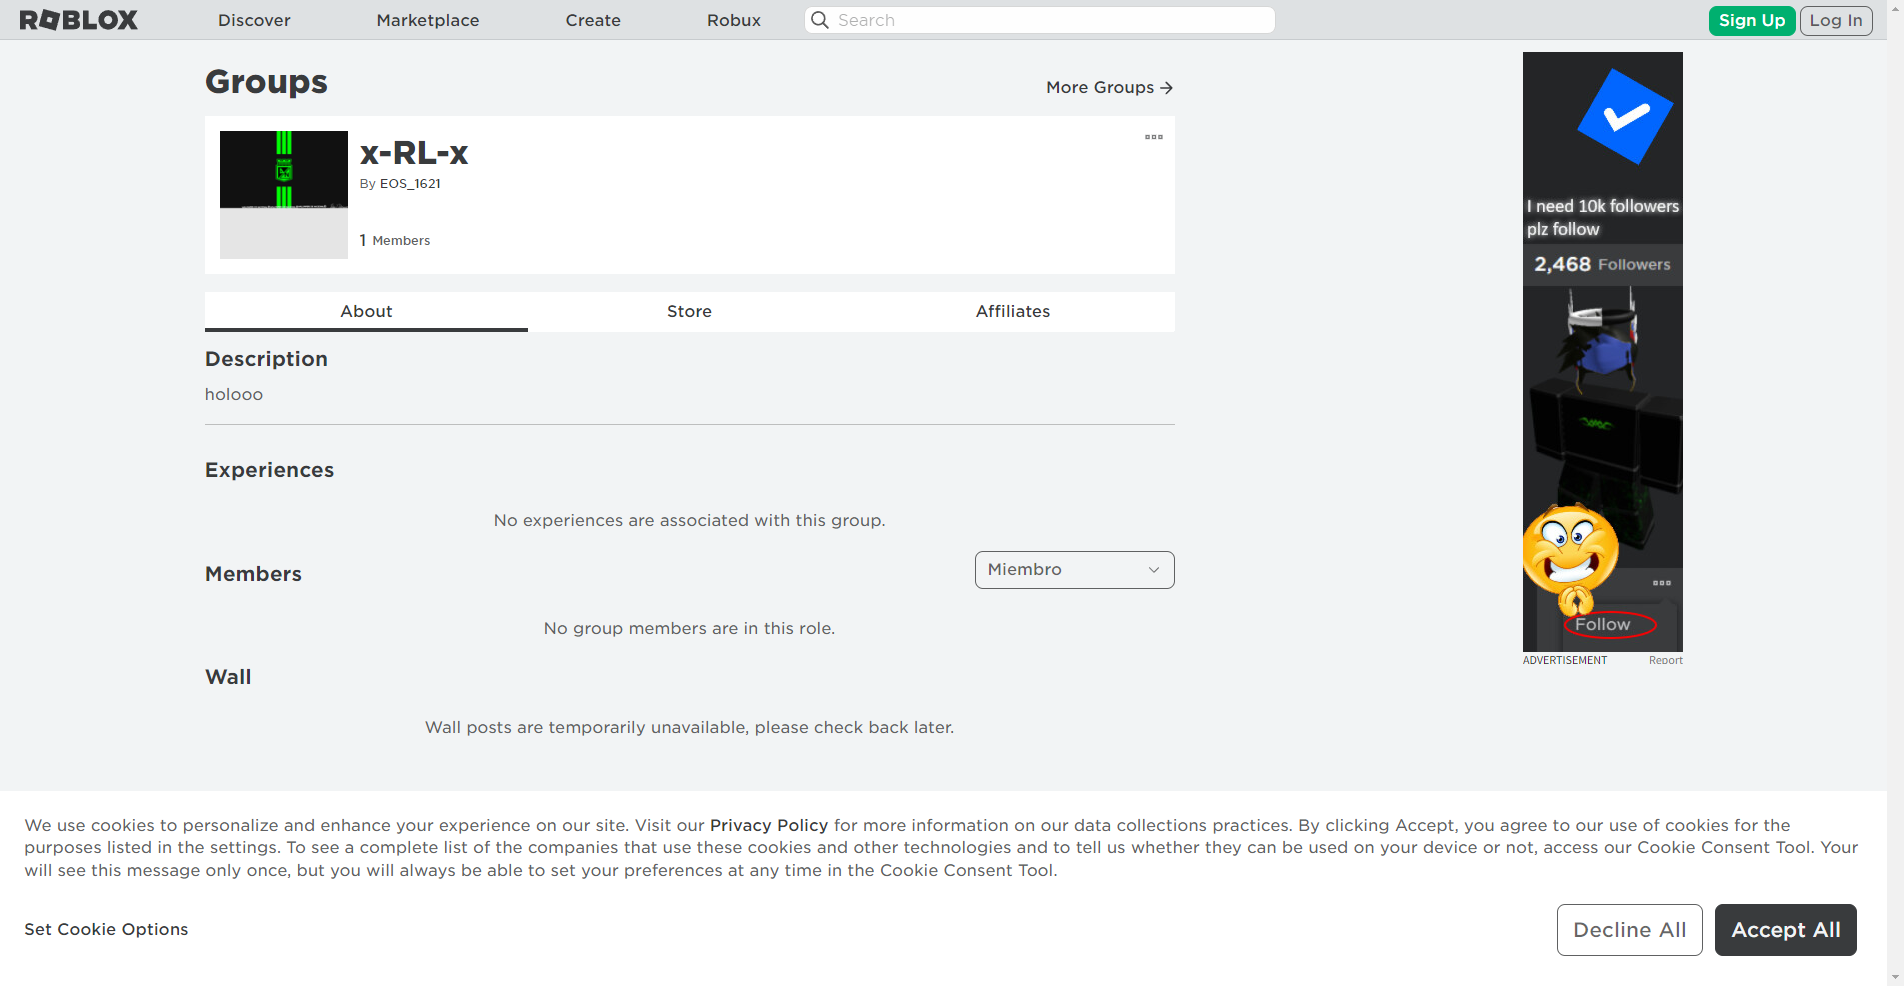 ROBLOX
Discover
Marketplace
Create
Robux
Search
Sign Up
Log In
Groups
More Groups
x-RL-x
By EOS_1621
1 Members
About
Store
Affiliates
Description
holooo
Experiences
No experiences are associated with this group.
Members
Miembro
No group members are in this role.
Wall
Wall posts are temporarily unavailable, please check back later.
I need 10k followers
plz follow
2,468 Followers
Follow
ADVERTISEMENT
Report
We use cookies to personalize and enhance your experience on our site. Visit our Privacy Policy for more information on our data collections practices. By clicking Accept, you agree to our use of cookies for the
purposes listed in the settings. To see a complete list of the companies that use these cookies and other technologies and to tell us whether they can be used on your device or not, access our Cookie Consent Tool. Your
will see this message only once, but you will always be able to set your preferences at any time in the Cookie Consent Tool.
Set Cookie Options
Decline All
Accept All